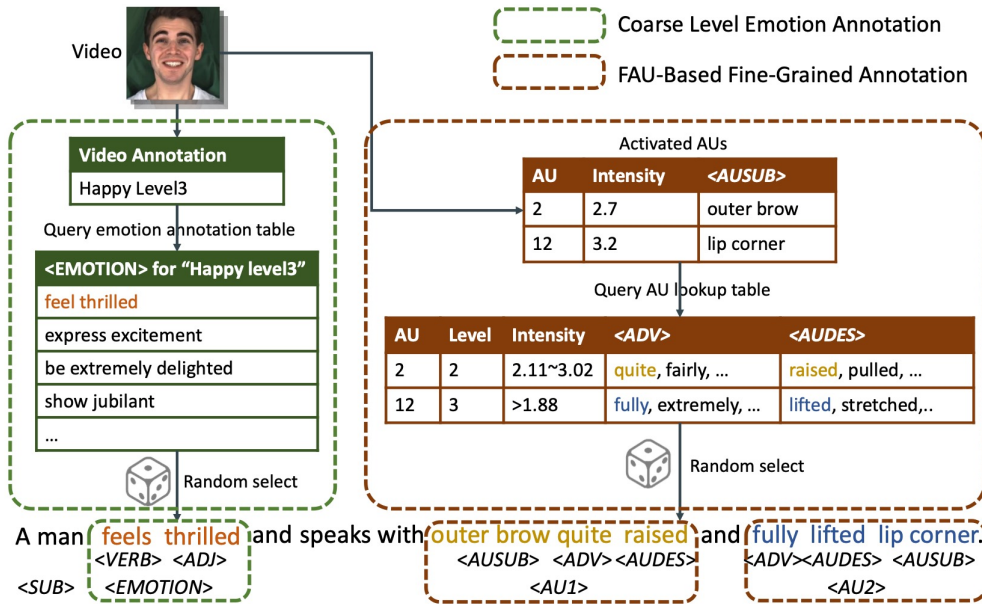 Video
Coarse Level Emotion Annotation
FAU-Based Fine-Grained Annotation
Video Annotation
Happy Level3
Query emotion annotation table
<EMOTION> for “Happy level3”
feel thrilled
express excitement
be extremely delighted
show jubilant
...
Random select
Activated AUs
AU Intensity <AUSUB>
2 2.7 outer brow
12 3.2 lip corner
Query AU lookup table
AU Level Intensity <ADV> <AUDES>
2 2 2.11~3.02 quite, fairly, ... raised, pulled, ...
12 3 >1.88 fully, extremely, ... lifted, stretched,..
Random select
A man feels thrilled and speaks with outer brow quite raised and fully lifted lip corner.
<VERB> <ADJ> <AUSUB> <ADV> <AUDES> <ADV> <AUDES> <AUSUB>
<SUB> <EMOTION> <AU1> <AU2>